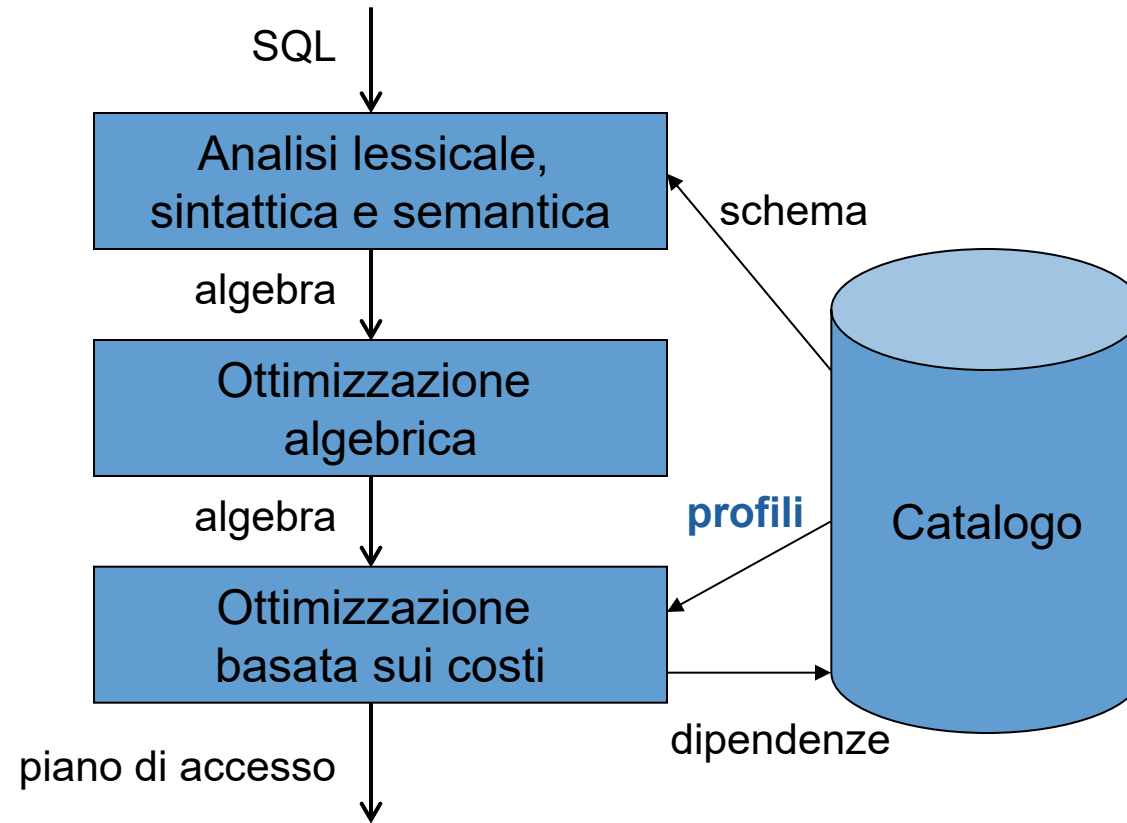 SQL
Analisi lessicale,
sintattica e semantica
schema
algebra
Ottimizzazione
algebrica
algebra
profili
Catalogo
Ottimizzazione
basata sui costi
dipendenze
piano di accesso